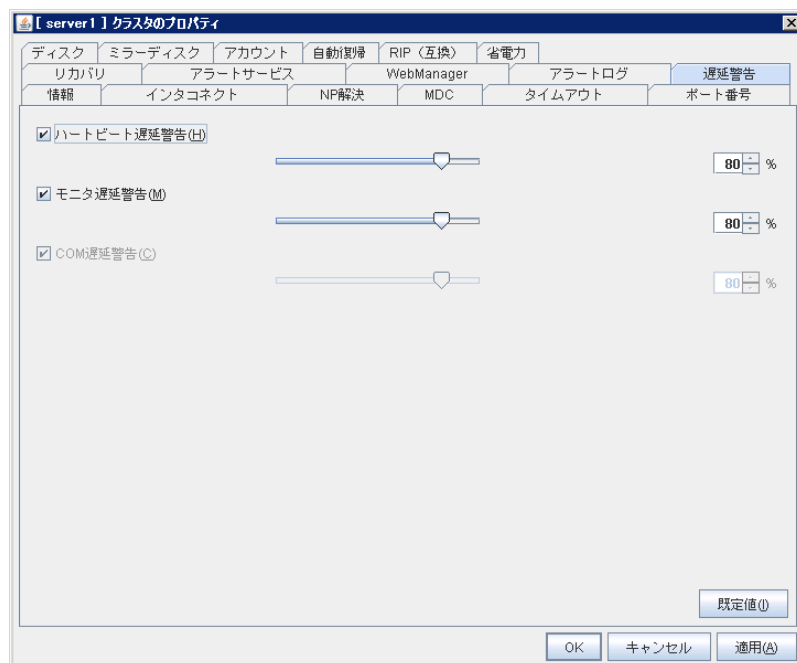 [ server1 ] クラスタのプロパティ
ディスク ミラーディスク アカウント 自動復帰 RIP（互換） 省電力
リカバリ アラートサービス WebManager アラートログ 遅延警告
情報 インタコネクト NP解決 MDC タイムアウト ポート番号
ハートビート遅延警告(H)
80 %
モニタ遅延警告(M)
80 %
COM遅延警告(C)
80 %
既定値(I)
OK キャンセル 適用(A)